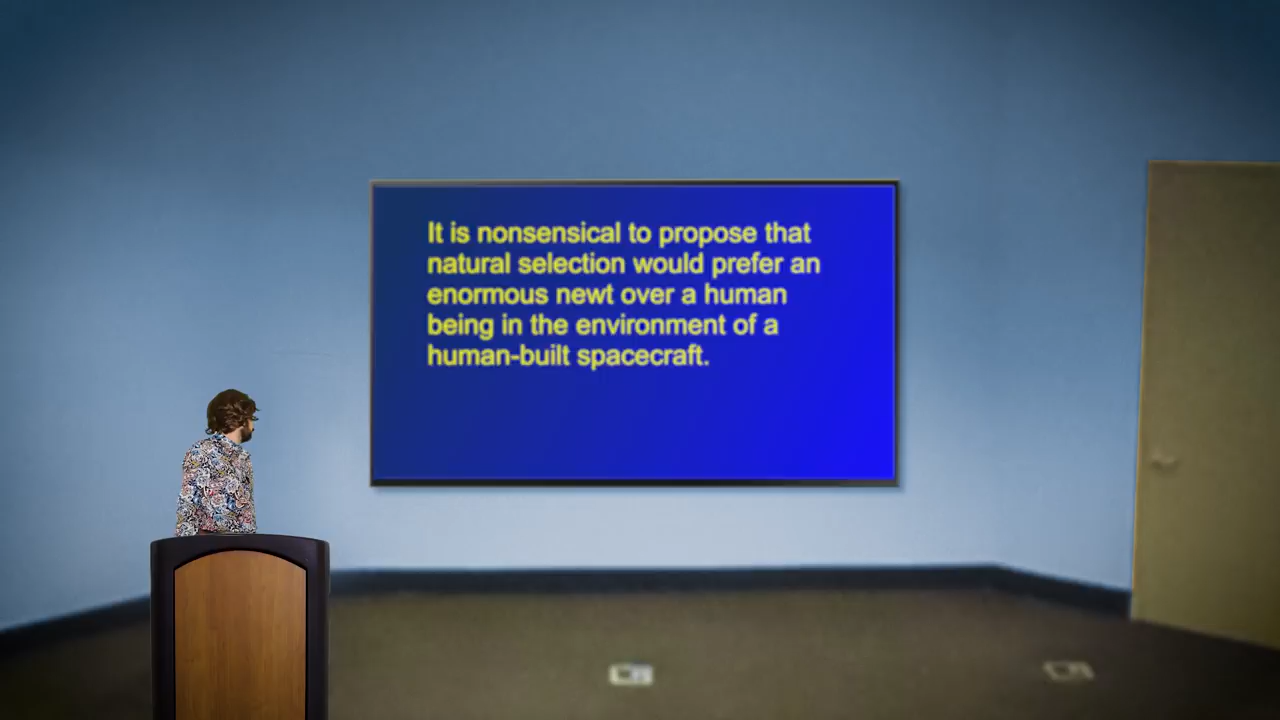 It is nonsensical to propose that
natural selection would prefer an
enormous newt over a human
being in the environment of a
human-built spacecraft.